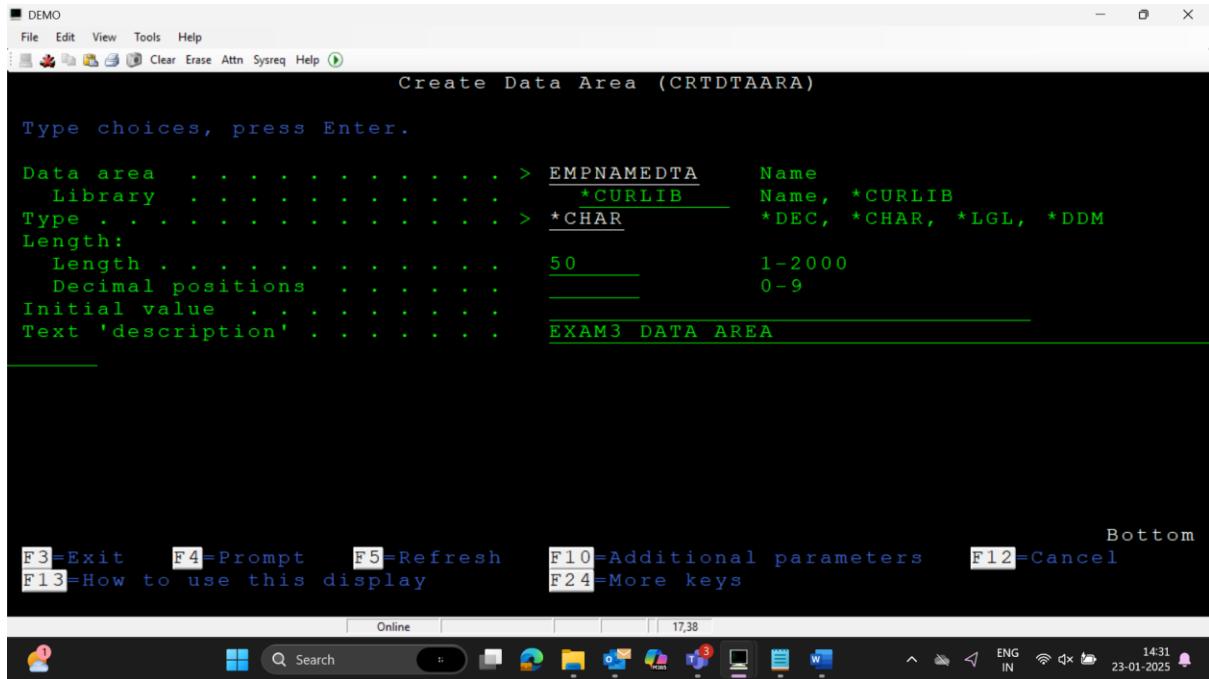 DEMO
File Edit View Tools Help
Clear Erase Attn Sysreq Help
Create Data Area (CRTDTAARA)
Type choices, press Enter.
Data area . . . . . . . . . . . > EMPNAMEDTA Name
Library . . . . . . . . . . . *CURLIB Name, *CURLIB
Type . . . . . . . . . . . . . . > *CHAR *DEC, *CHAR, *LGL, *DDM
Length:
Length . . . . . . . . . . . . 50 1-2000
Decimal positions . . . . . . 0-9
Initial value . . . . . . . . .
Text 'description' . . . . . . . EXAM3 DATA AREA
Bottom
F3=Exit F4=Prompt F5=Refresh F10=Additional parameters F12=Cancel
F13=How to use this display F24=More keys
Online 17,38
1 Search 3 W ENG 14:31
IN 23-01-2025